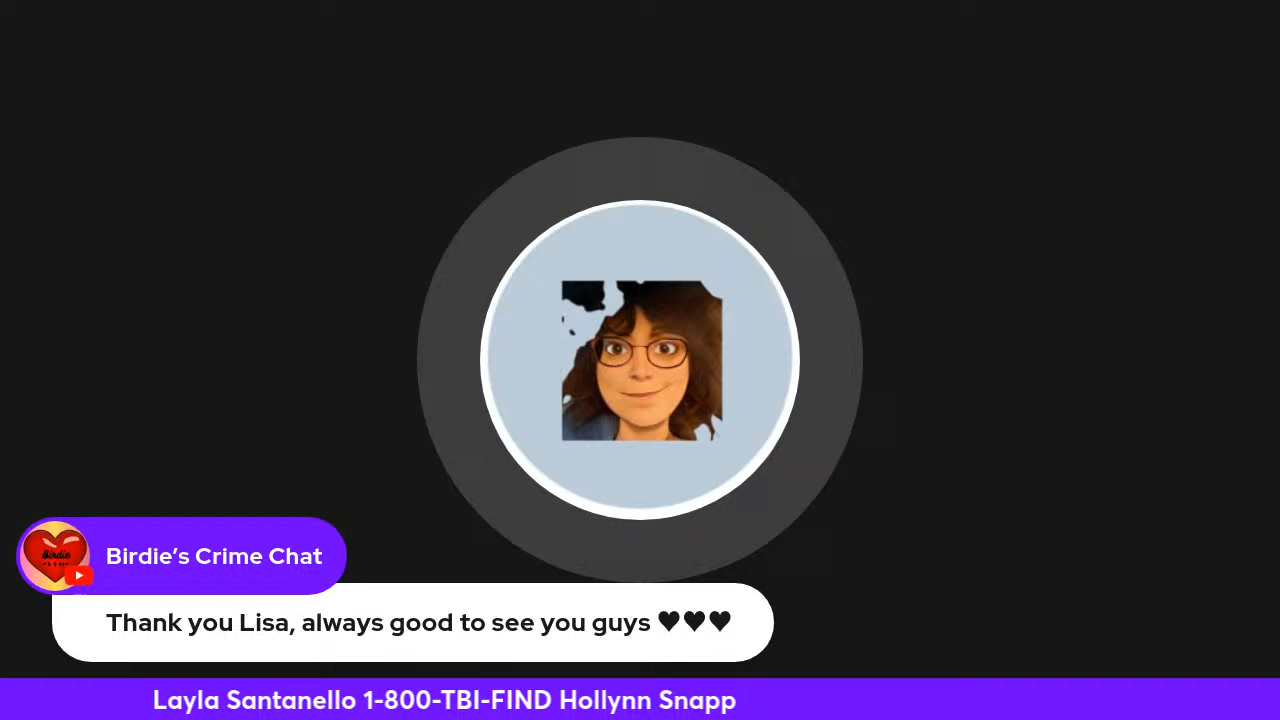 Birdie
Birdie’s Crime Chat
Thank you Lisa, always good to see you guys ♥♥♥
Layla Santanello 1-800-TBI-FIND Hollynn Snapp